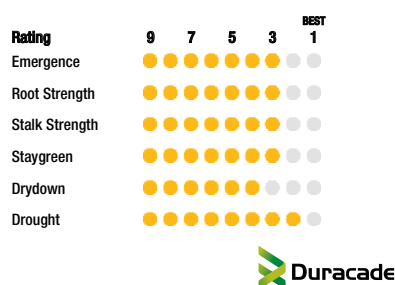 BEST
Rating 9 7 5 3 1
Emergence
Root Strength
Stalk Strength
Staygreen
Drydown
Drought
Duracade